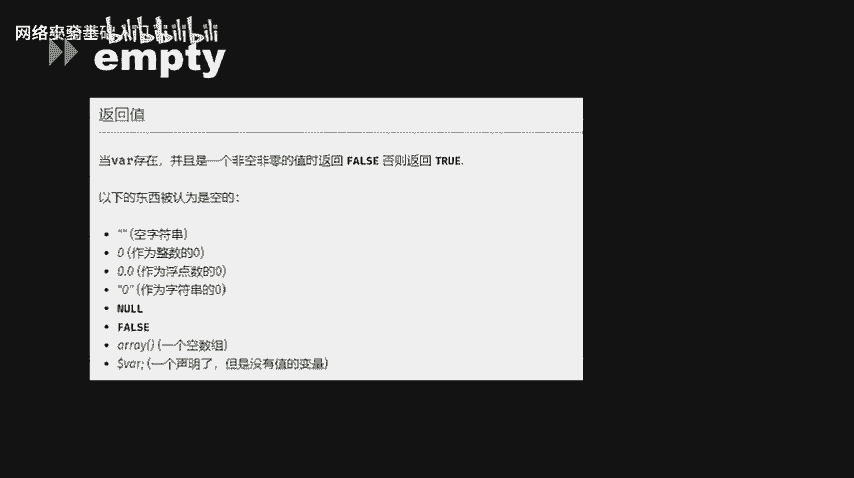 网络安全基础入门
bilibili
empty
返回值
当var存在，并且是一个非空非零的值时返回 FALSE 否则返回 TRUE.
以下的东西被认为是空的：
• "" (空字符串)
• 0 (作为整数的0)
• 0.0 (作为浮点数的0)
• "0" (作为字符串的0)
• NULL
• FALSE
• array() (一个空数组)
• $var; (一个声明了，但是没有值的变量)